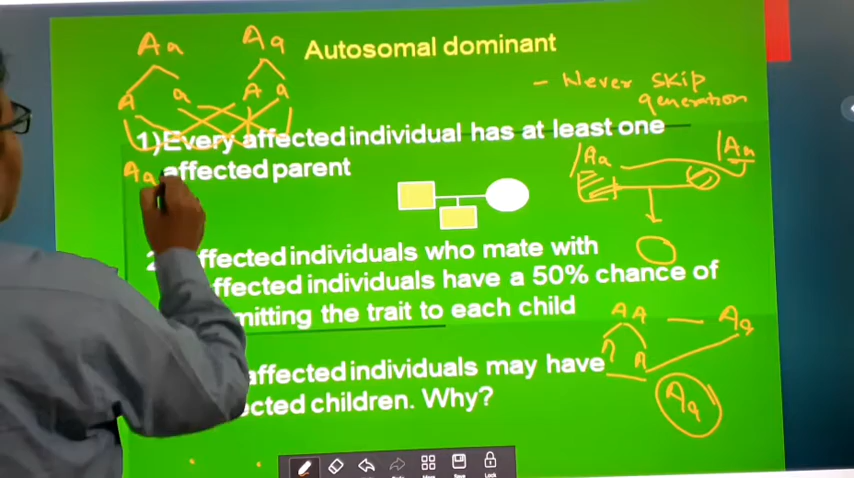 Aa Aa
Autosomal dominant
A a A a
- Never skip
generation
1) Every affected individual has at least one
affected parent
Aa
Aa
Aa
ffected individuals who mate with
ffected individuals have a 50% chance of
mitting the trait to each child
AA — Aa
A A
affected individuals may have
ected children. Why?
Aa
Lock